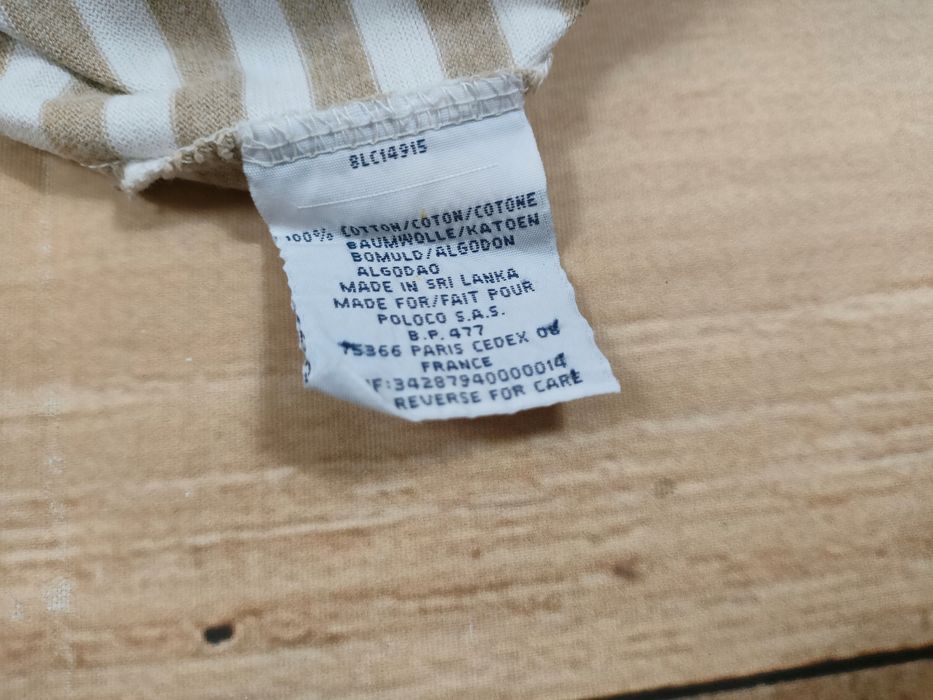 8LC14915
100% COTTON/COTON/COTONE
BAUMWOLLE/KATOEN
BOMULD/ALGODON
ALGODAO
MADE IN SRI LANKA
MADE FOR/FAIT POUR
POLOCO S.A.S.
B.P. 477
75366 PARIS CEDEX 08
FRANCE
IF:34287940000014
REVERSE FOR CARE